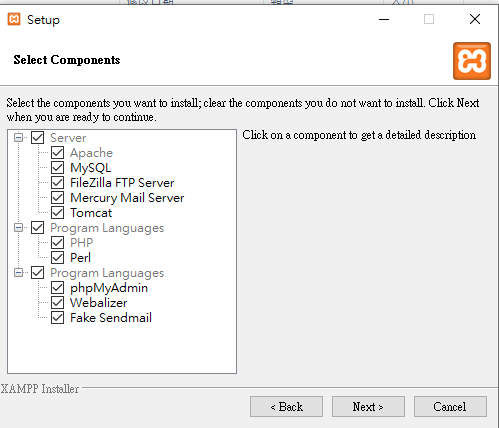 Setup
Select Components
Select the components you want to install; clear the components you do not want to install. Click Next
when you are ready to continue.
Click on a component to get a detailed description
Server
Apache
MySQL
FileZilla FTP Server
Mercury Mail Server
Tomcat
Program Languages
PHP
Perl
Program Languages
phpMyAdmin
Webalizer
Fake Sendmail
XAMPP Installer
< Back
Next >
Cancel